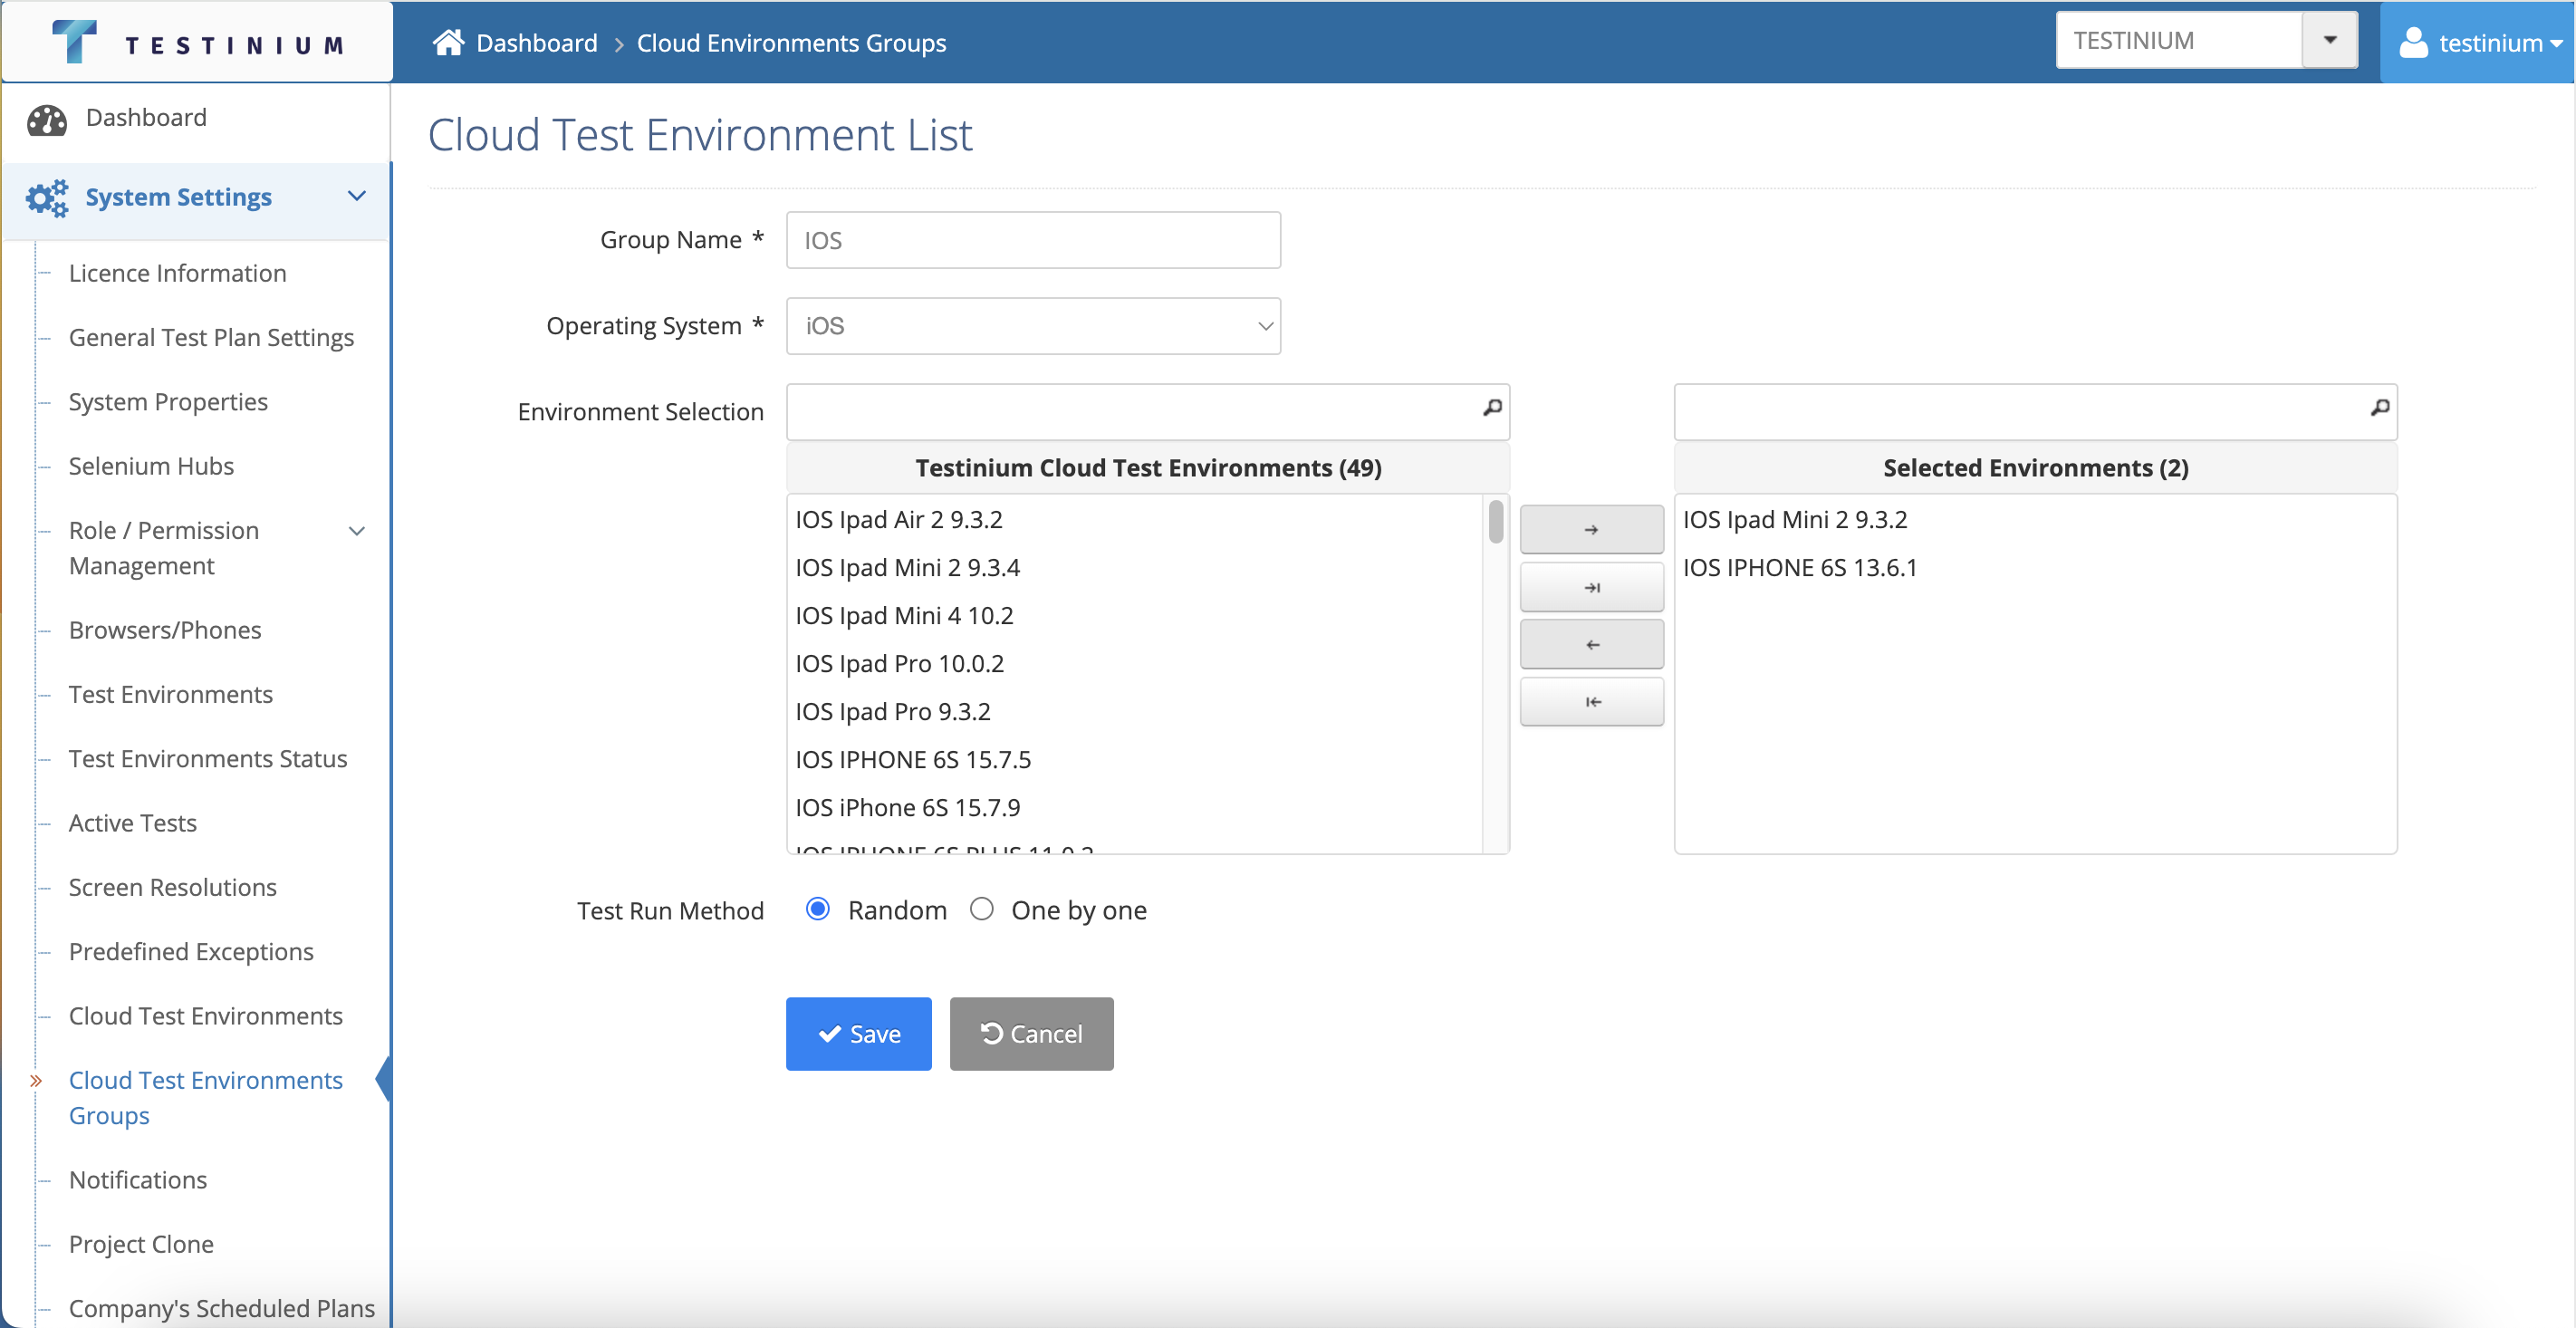 TESTINIUM
Dashboard > Cloud Environments Groups
TESTINIUM
testinium
Dashboard
System Settings
Licence Information
General Test Plan Settings
System Properties
Selenium Hubs
Role / Permission
Management
Browsers/Phones
Test Environments
Test Environments Status
Active Tests
Screen Resolutions
Predefined Exceptions
Cloud Test Environments
Cloud Test Environments
Groups
Notifications
Project Clone
Company's Scheduled Plans
Cloud Test Environment List
Group Name *
IOS
Operating System *
iOS
Environment Selection
Testinium Cloud Test Environments (49)
IOS Ipad Air 2 9.3.2
IOS Ipad Mini 2 9.3.4
IOS Ipad Mini 4 10.2
IOS Ipad Pro 10.0.2
IOS Ipad Pro 9.3.2
IOS IPHONE 6S 15.7.5
IOS iPhone 6S 15.7.9
IOS IPHONE 6S PLUS 11.0.2
Selected Environments (2)
IOS Ipad Mini 2 9.3.2
IOS IPHONE 6S 13.6.1
Test Run Method
Random
One by one
Save
Cancel